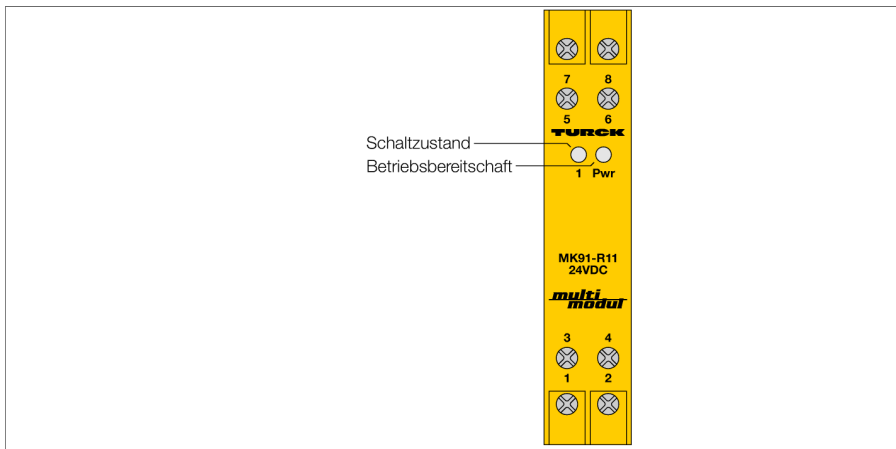 7 8
5 6
TURCK
Schaltzustand
Betriebsbereitschaft
1 Pwr
MK91-R11
24VDC
multi
modul
3 4
1 2